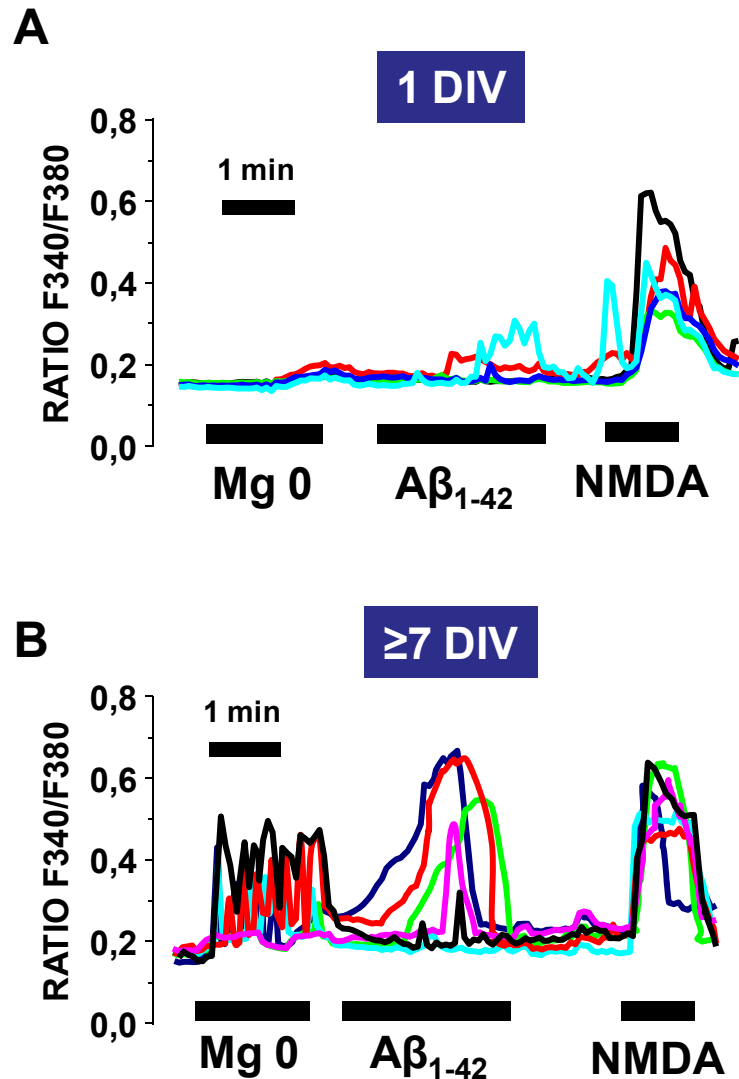 A
1 DIV
0,8
0,6
0,4
0,2
0,0
RATIO F340/F380
1 min
Mg 0
Aβ1-42
NMDA
B
≥7 DIV
0,8
0,6
0,4
0,2
0,0
RATIO F340/F380
1 min
Mg 0
Aβ1-42
NMDA